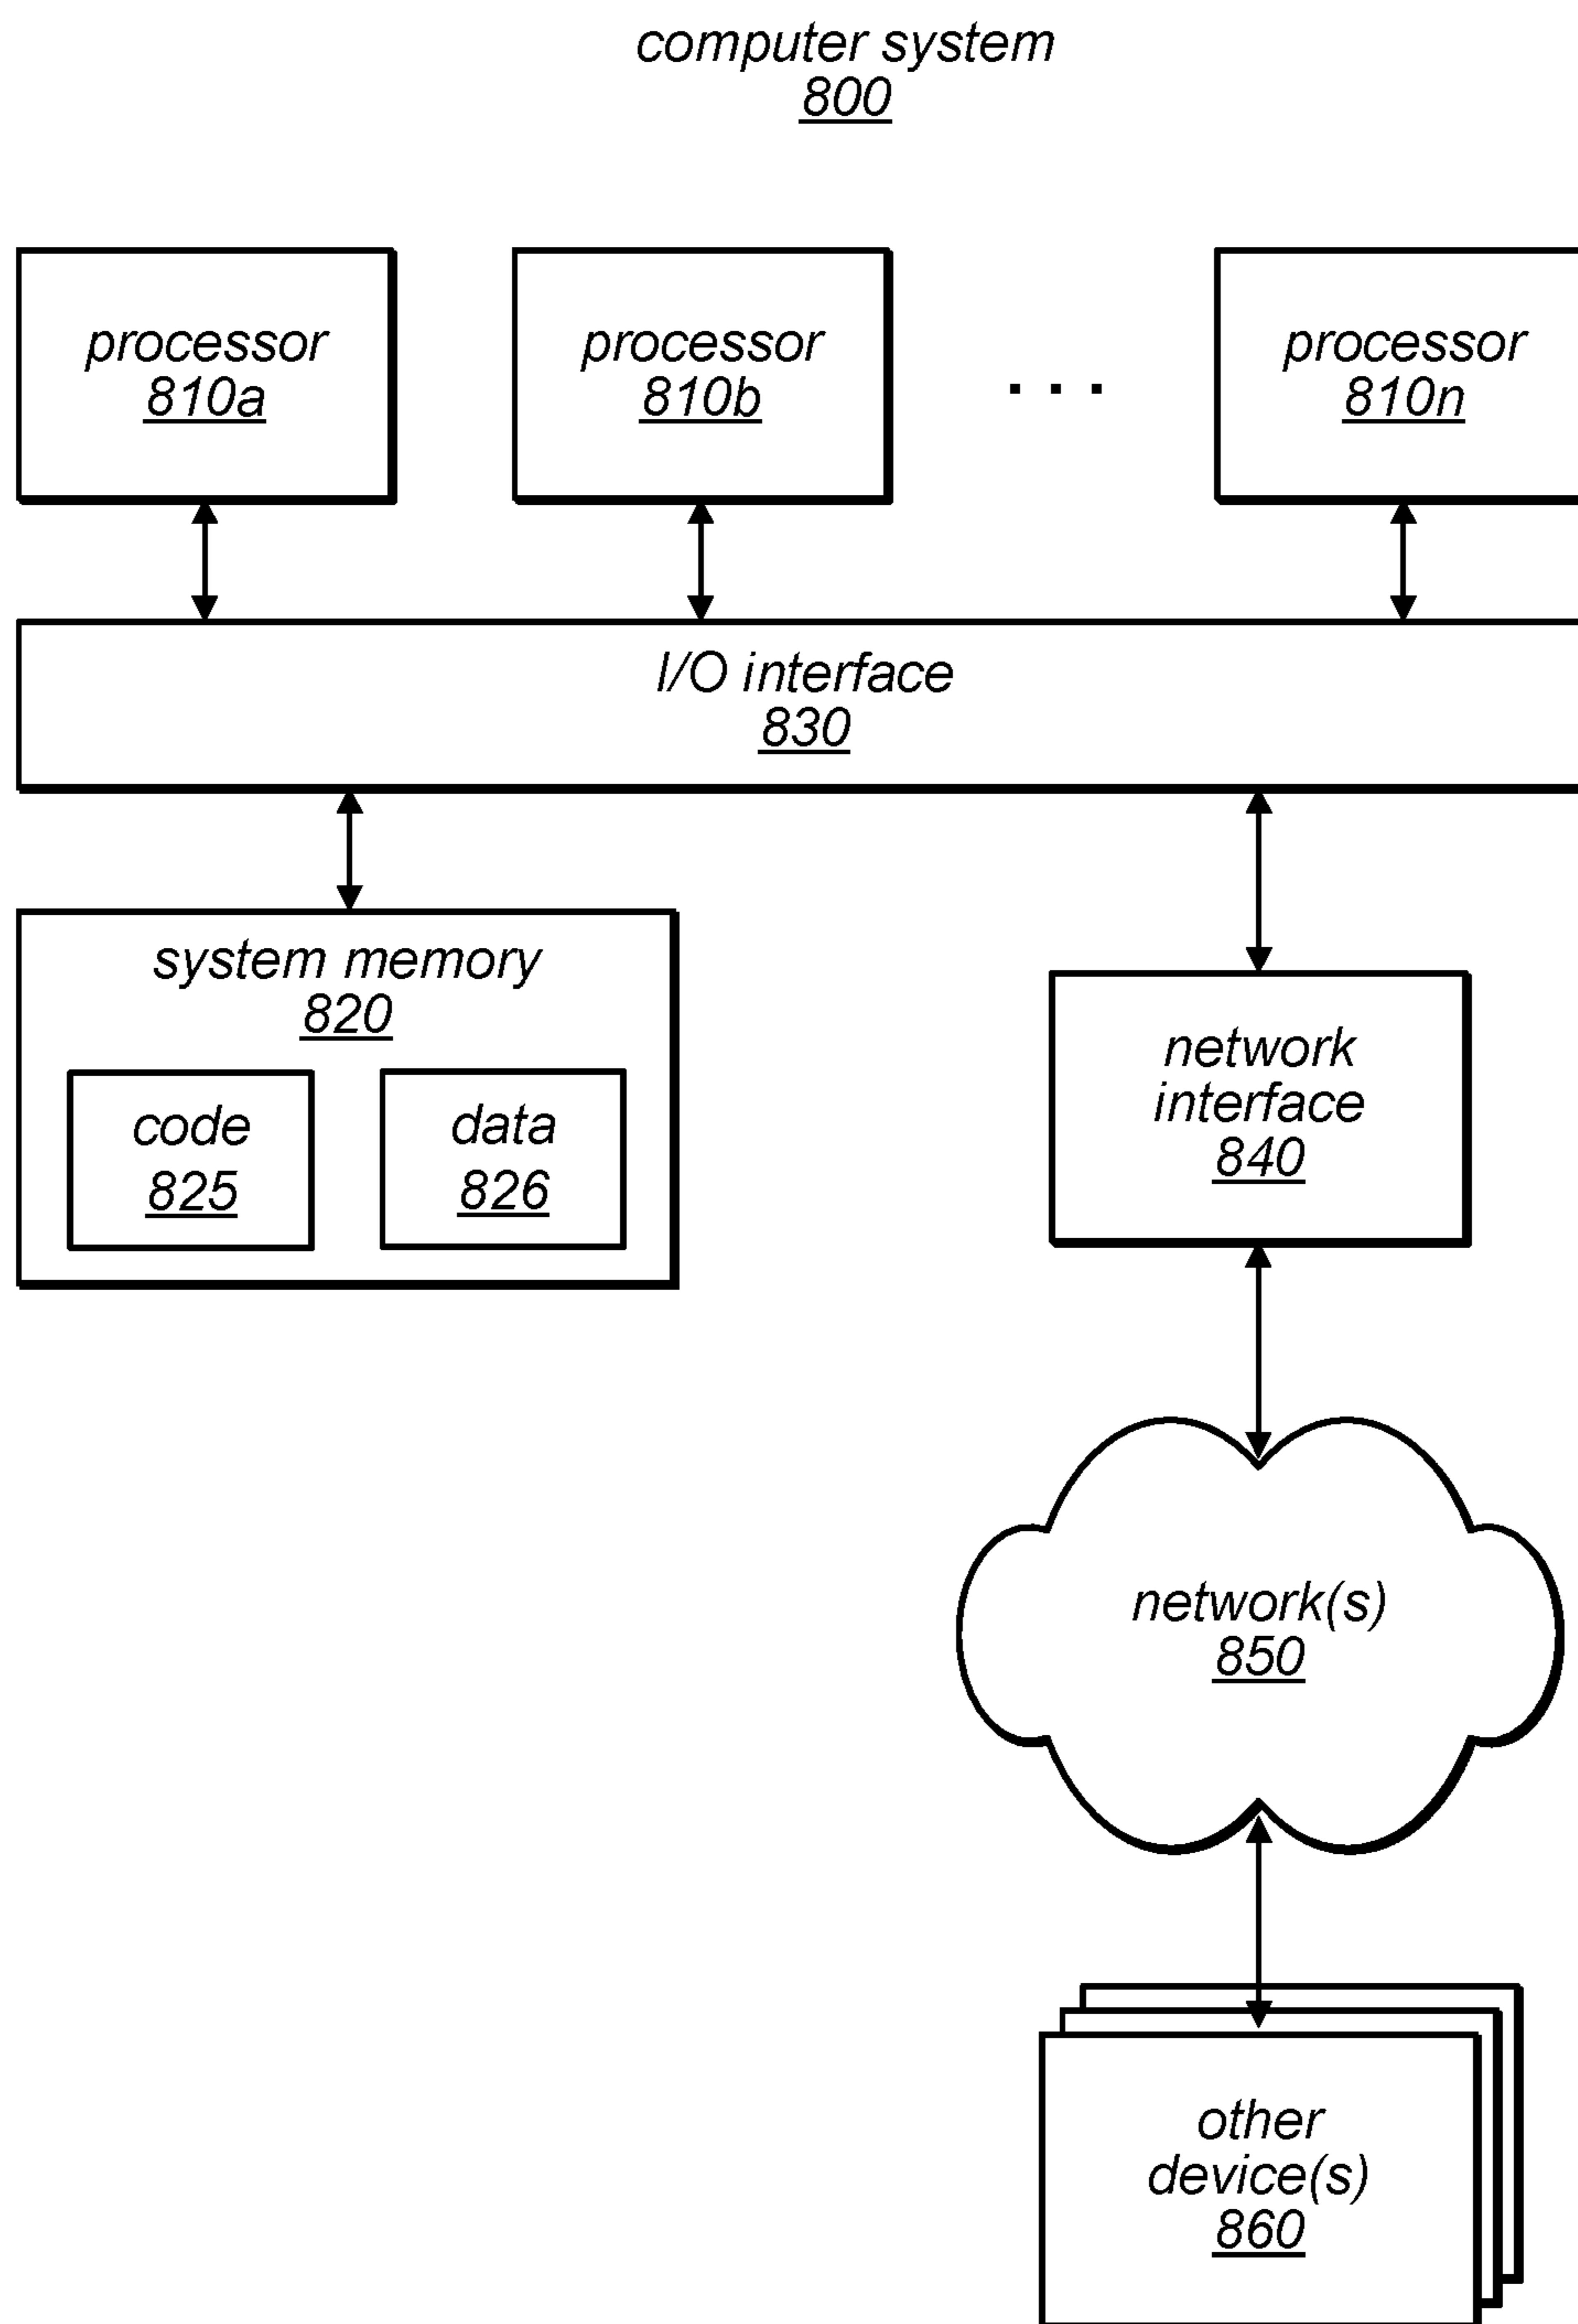 computer system
800
processor
810a
processor
810b
. . .
processor
810n
I/O interface
830
system memory
820
code
825
data
826
network
interface
840
network(s)
850
other
device(s)
860